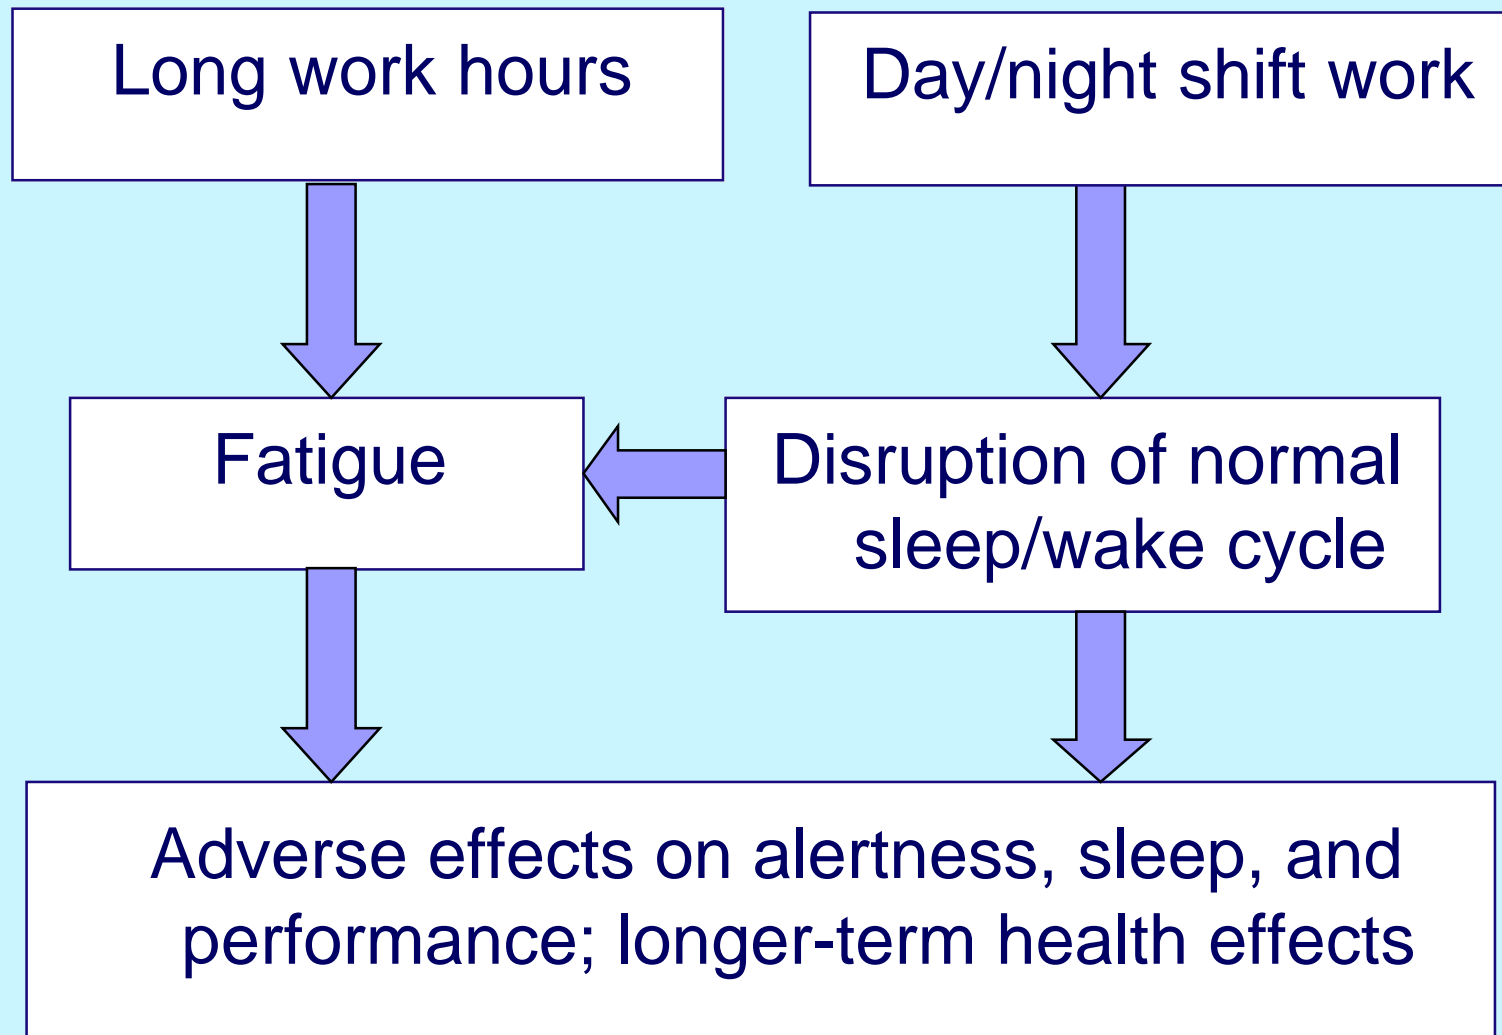 Long work hours
Day/night shift work
Fatigue
Disruption of normal
sleep/wake cycle
Adverse effects on alertness, sleep, and
performance; longer-term health effects